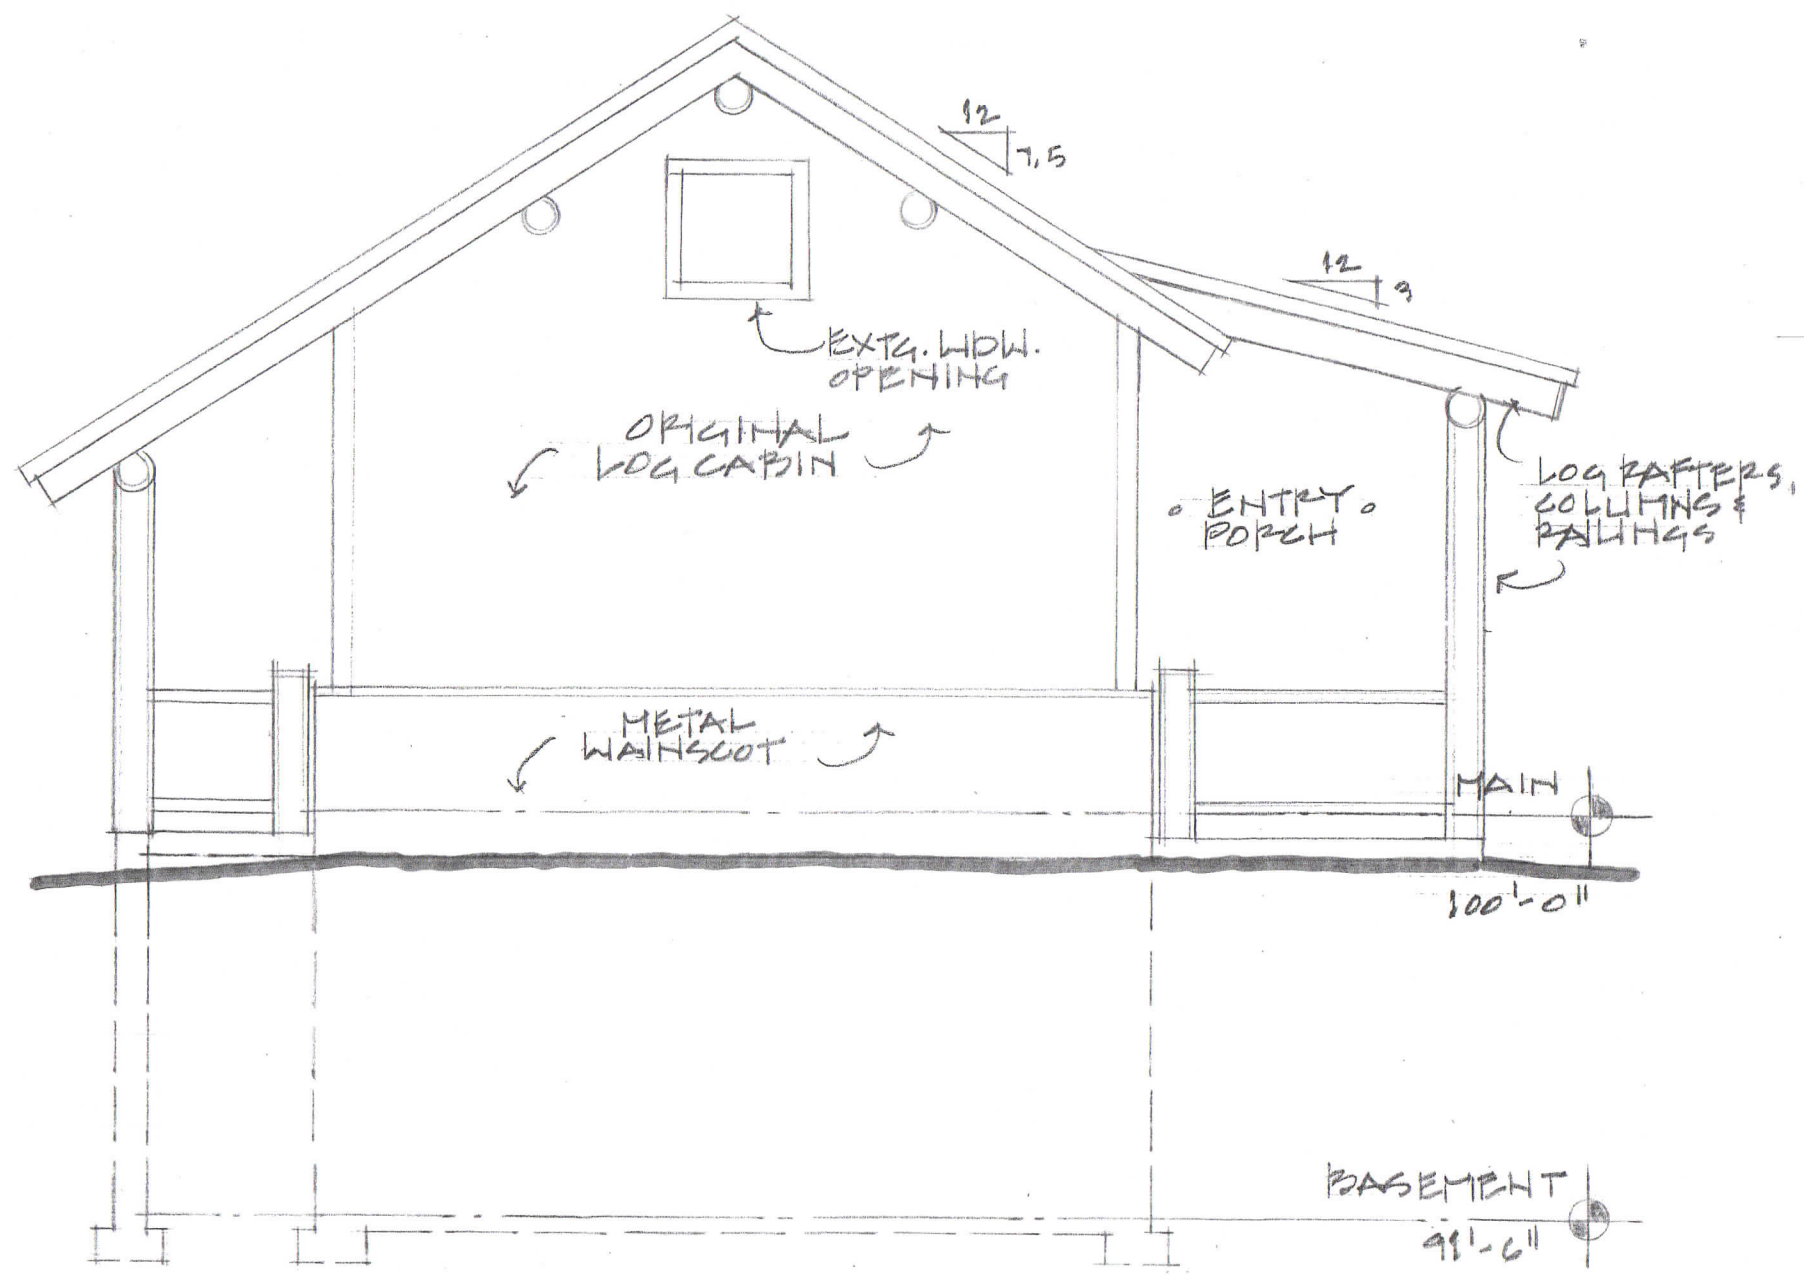 12
7.5
12
3
EXTG. WDW.
OPENING
ORIGINAL
LOG CABIN
LOG RAFTERS,
COLUMNS &
RAILINGS
• ENTRY •
PORCH
METAL
WAINSCOT
MAIN
100'-0"
BASEMENT
91'-6"